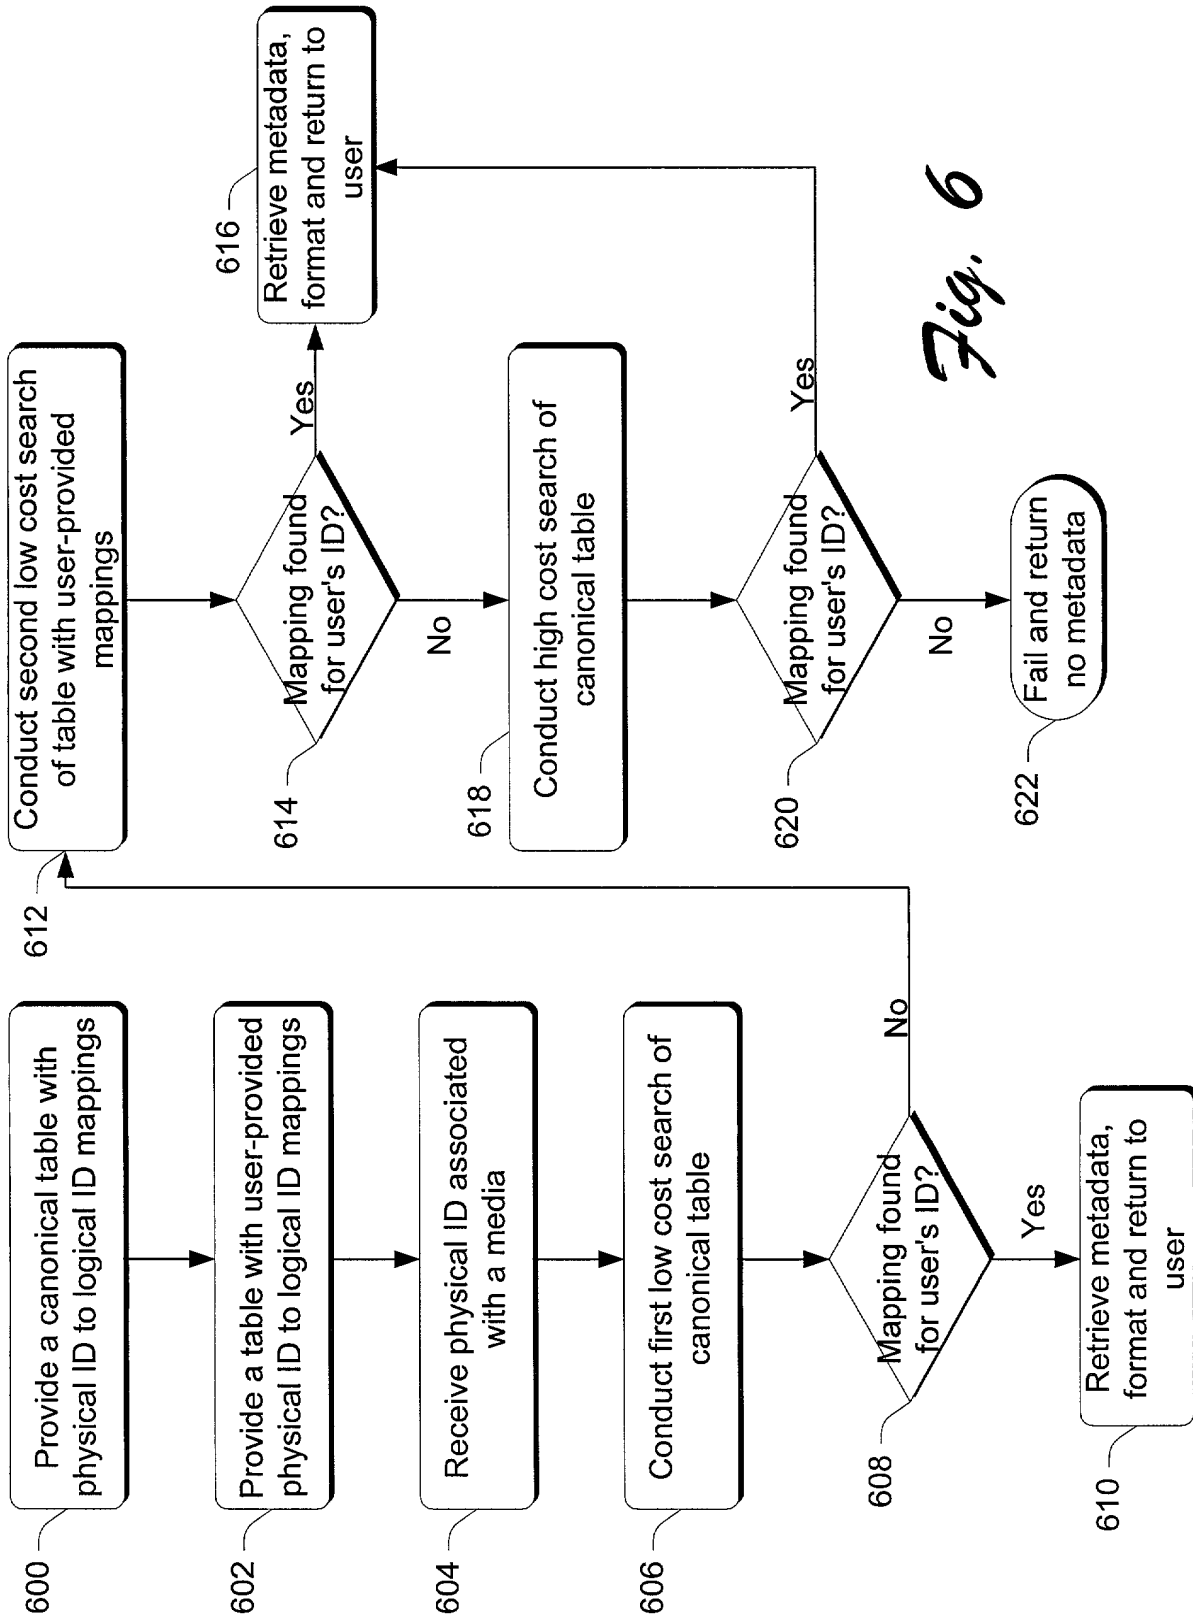 600
Provide a canonical table with
physical ID to logical ID mappings
602
Provide a table with user-provided
physical ID to logical ID mappings
604
Receive physical ID associated
with a media
606
Conduct first low cost search of
canonical table
608
Mapping found
for user's ID?
No
Yes
610
Retrieve metadata,
format and return to
user
612
Conduct second low cost search
of table with user-provided
mappings
614
Mapping found
for user's ID?
Yes
No
616
Retrieve metadata,
format and return to
user
618
Conduct high cost search of
canonical table
620
Mapping found
for user's ID?
Yes
No
622
Fail and return
no metadata
Fig. 6